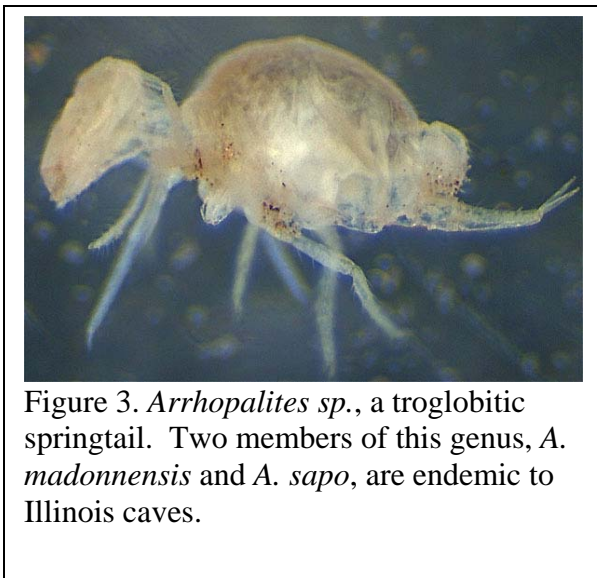 Figure 3. Arrhopalites sp., a troglobitic
springtail.  Two members of this genus, A.
madonnensis and A. sapo, are endemic to
Illinois caves.